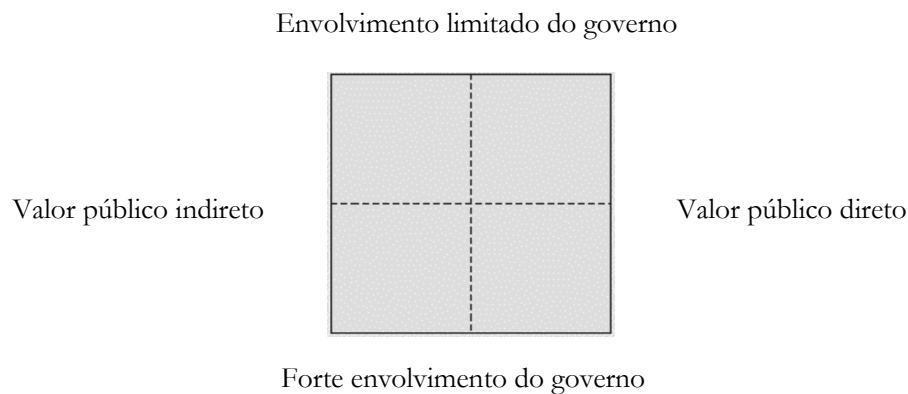 Envolvimento limitado do governo
Valor público indireto
Valor público direto
Forte envolvimento do governo